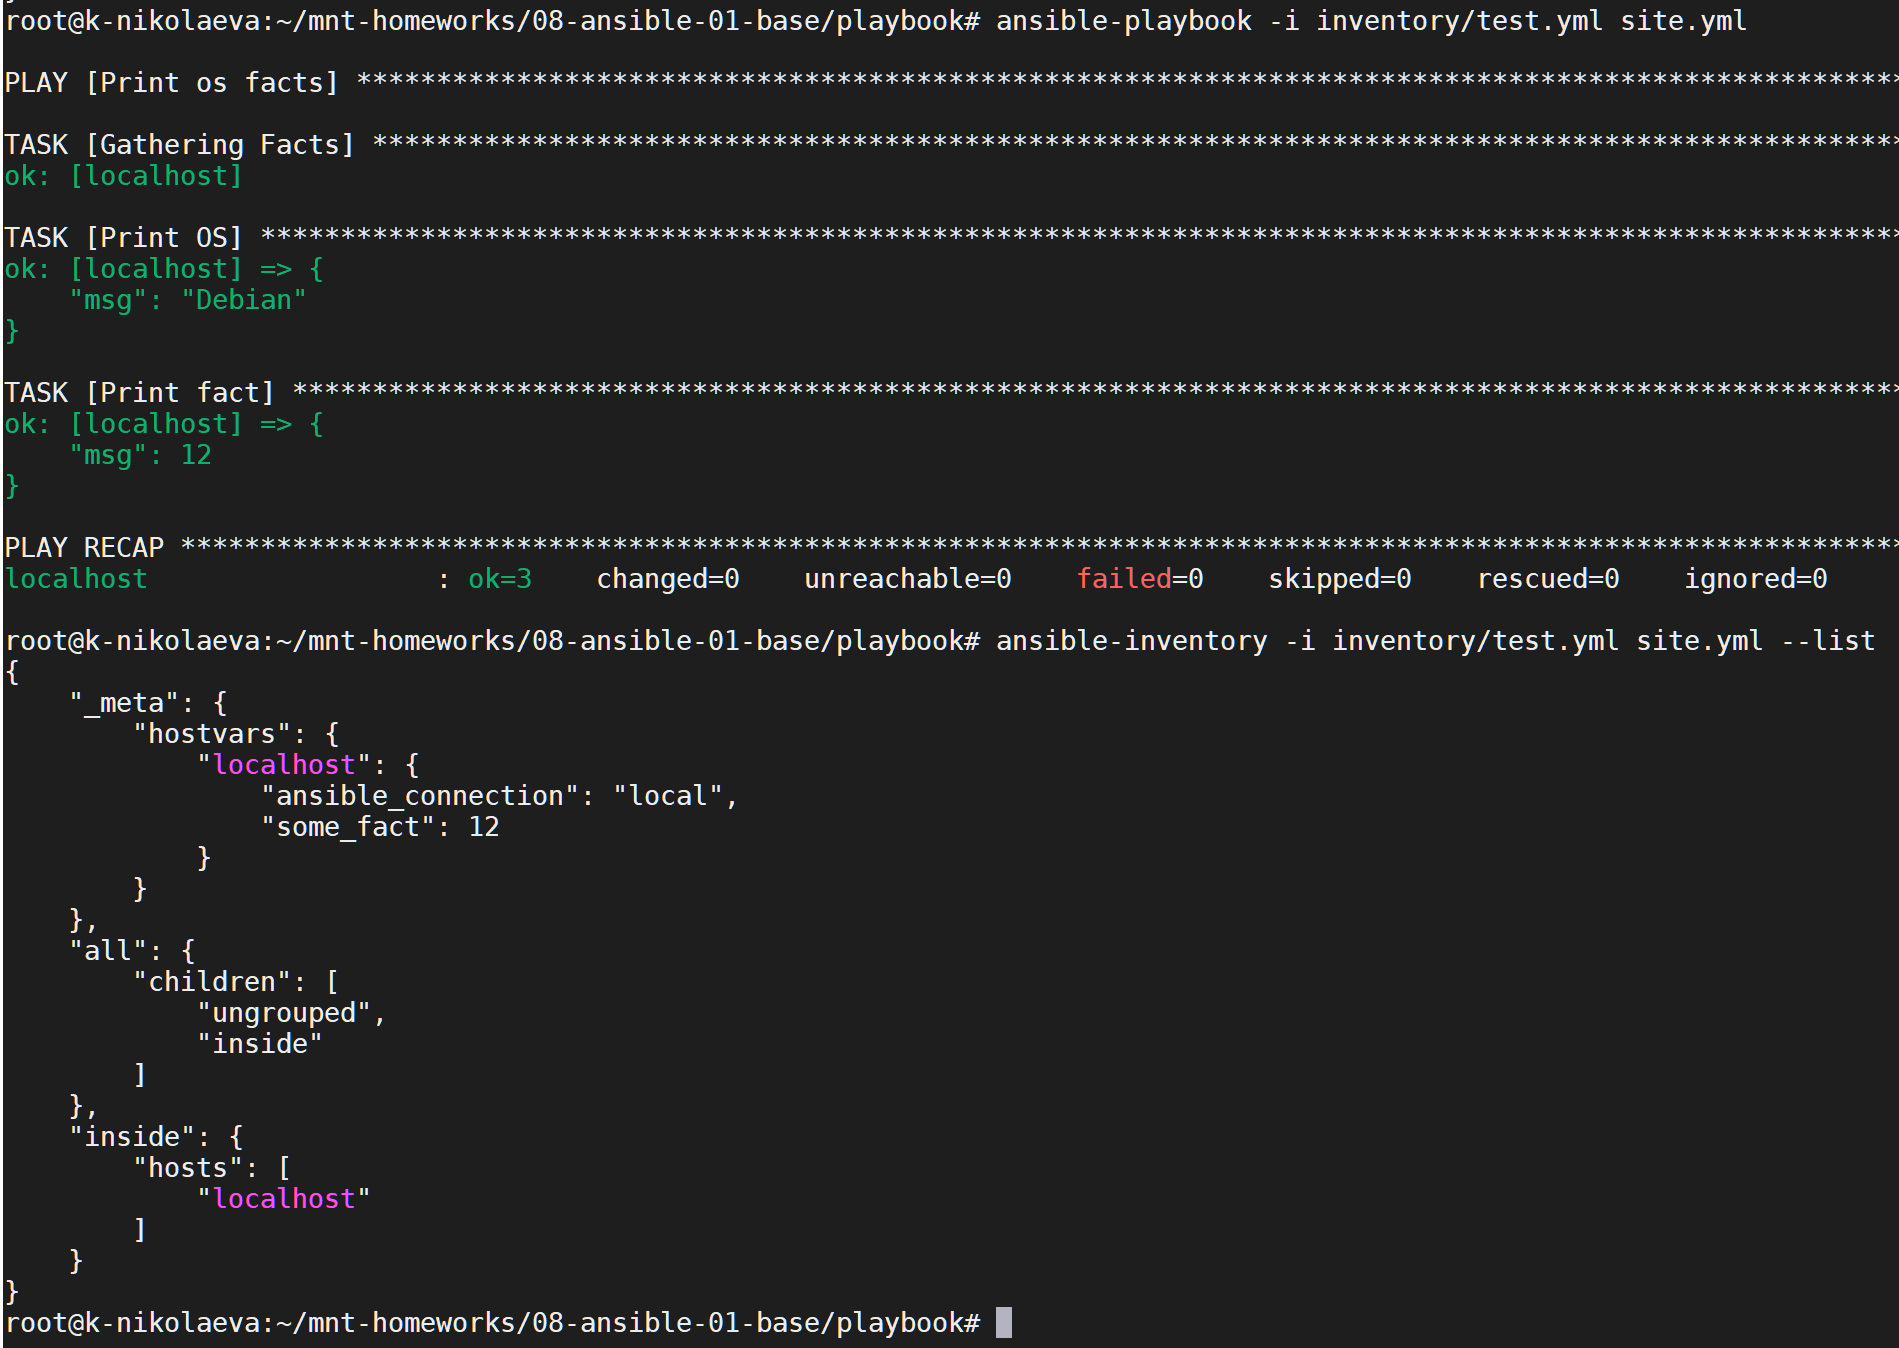 root@k-nikolaeva:~/mnt-homeworks/08-ansible-01-base/playbook# ansible-playbook -i inventory/test.yml site.yml
PLAY [Print os facts] *************************************************************************************************
TASK [Gathering Facts] ************************************************************************************************
ok: [localhost]
TASK [Print OS] *******************************************************************************************************
ok: [localhost] => {
    "msg": "Debian"
}
TASK [Print fact] *****************************************************************************************************
ok: [localhost] => {
    "msg": 12
}
PLAY RECAP ************************************************************************************************************
localhost                  : ok=3    changed=0    unreachable=0    failed=0    skipped=0    rescued=0    ignored=0
root@k-nikolaeva:~/mnt-homeworks/08-ansible-01-base/playbook# ansible-inventory -i inventory/test.yml site.yml --list
{
    "_meta": {
        "hostvars": {
            "localhost": {
                "ansible_connection": "local",
                "some_fact": 12
            }
        }
    },
    "all": {
        "children": [
            "ungrouped",
            "inside"
        ]
    },
    "inside": {
        "hosts": [
            "localhost"
        ]
    }
}
root@k-nikolaeva:~/mnt-homeworks/08-ansible-01-base/playbook#